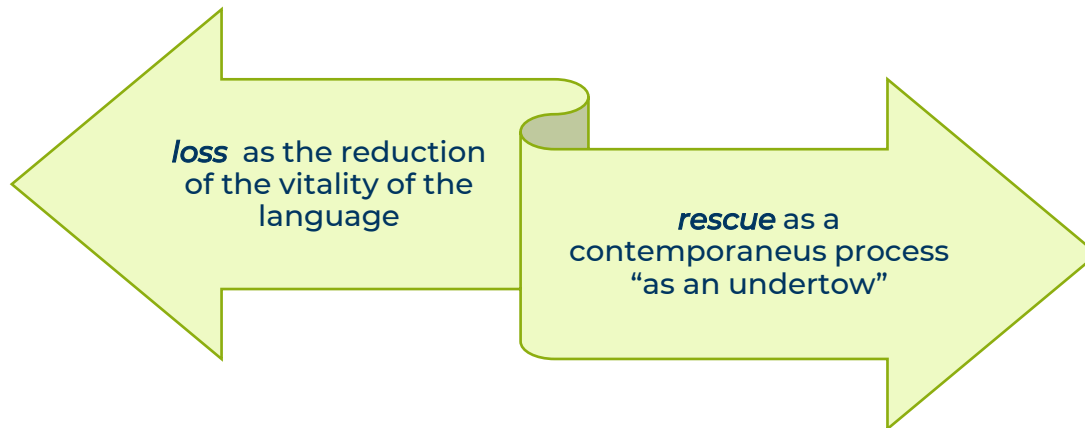 loss as the reduction
of the vitality of the
language
rescue as a
contemporaneus process
“as an undertow”